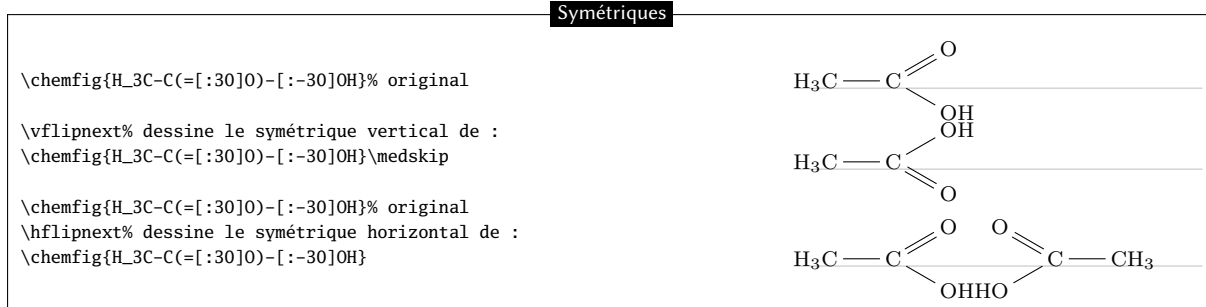 Symétriques
\chemfig{H_3C-C(=[:30]O)-[:-30]OH}% original
\vflipnext% dessine le symétrique vertical de :
\chemfig{H_3C-C(=[:30]O)-[:-30]OH}\medskip
\chemfig{H_3C-C(=[:30]O)-[:-30]OH}% original
\hflipnext% dessine le symétrique horizontal de :
\chemfig{H_3C-C(=[:30]O)-[:-30]OH}
O
H₃C C
OH
OH
H₃C C
O
O O
H₃C C C CH₃
OHHO